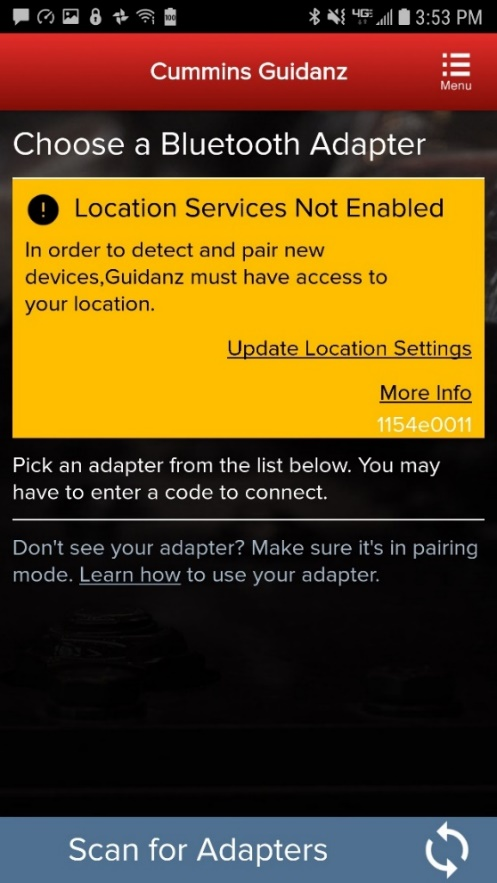 100
4G
3:53 PM
Cummins Guidanz
Menu
Choose a Bluetooth Adapter
! Location Services Not Enabled
In order to detect and pair new
devices,Guidanz must have access to
your location.
Update Location Settings
More Info
1154e0011
Pick an adapter from the list below. You may
have to enter a code to connect.
Don't see your adapter? Make sure it's in pairing
mode. Learn how to use your adapter.
Scan for Adapters